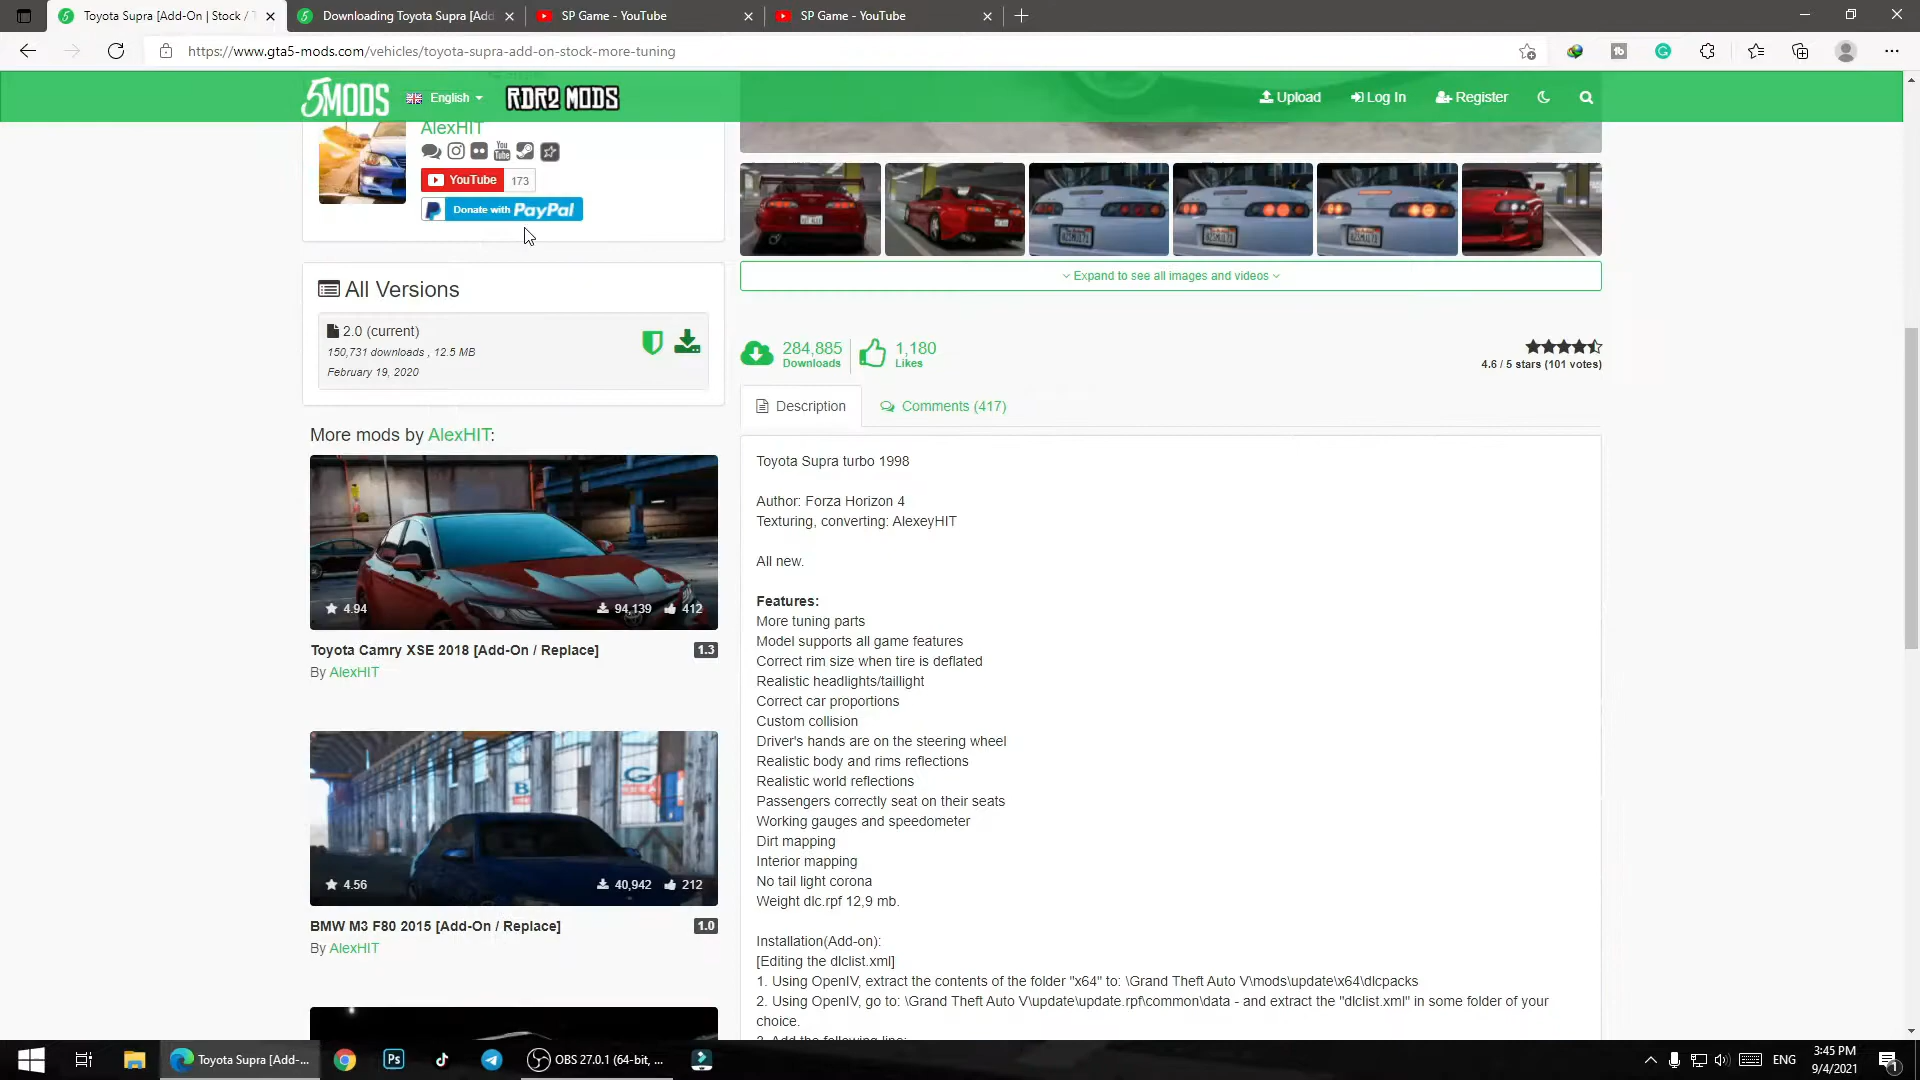 Toyota Supra [Add-On | Stock / T
Downloading Toyota Supra [Add
SP Game - YouTube
SP Game - YouTube
https://www.gta5-mods.com/vehicles/toyota-supra-add-on-stock-more-tuning
5MODS
English
RDR2 MODS
Upload
Log In
Register
AlexHIT
YouTube 173
Donate with PayPal
All Versions
2.0 (current)
150,731 downloads , 12.5 MB
February 19, 2020
More mods by AlexHIT:
4.94
94,139
412
Toyota Camry XSE 2018 [Add-On / Replace]
1.3
By AlexHIT
4.56
40,942
212
BMW M3 F80 2015 [Add-On / Replace]
1.0
By AlexHIT
Expand to see all images and videos
284,885
Downloads
1,180
Likes
4.6 / 5 stars (101 votes)
Description
Comments (417)
Toyota Supra turbo 1998
Author: Forza Horizon 4
Texturing, converting: AlexeyHIT
All new.
Features:
More tuning parts
Model supports all game features
Correct rim size when tire is deflated
Realistic headlights/taillight
Correct car proportions
Custom collision
Driver's hands are on the steering wheel
Realistic body and rims reflections
Realistic world reflections
Passengers correctly seat on their seats
Working gauges and speedometer
Dirt mapping
Interior mapping
No tail light corona
Weight dlc.rpf 12,9 mb.
Installation(Add-on):
[Editing the dlclist.xml]
1. Using OpenIV, extract the contents of the folder "x64" to: \Grand Theft Auto V\mods\update\x64\dlcpacks
2. Using OpenIV, go to: \Grand Theft Auto V\update\update.rpf\common\data - and extract the "dlclist.xml" in some folder of your
choice.
3. Add the following line:
Toyota Supra [Add-...
Ps
OBS 27.0.1 (64-bit, ...
ENG
3:45 PM
9/4/2021
1